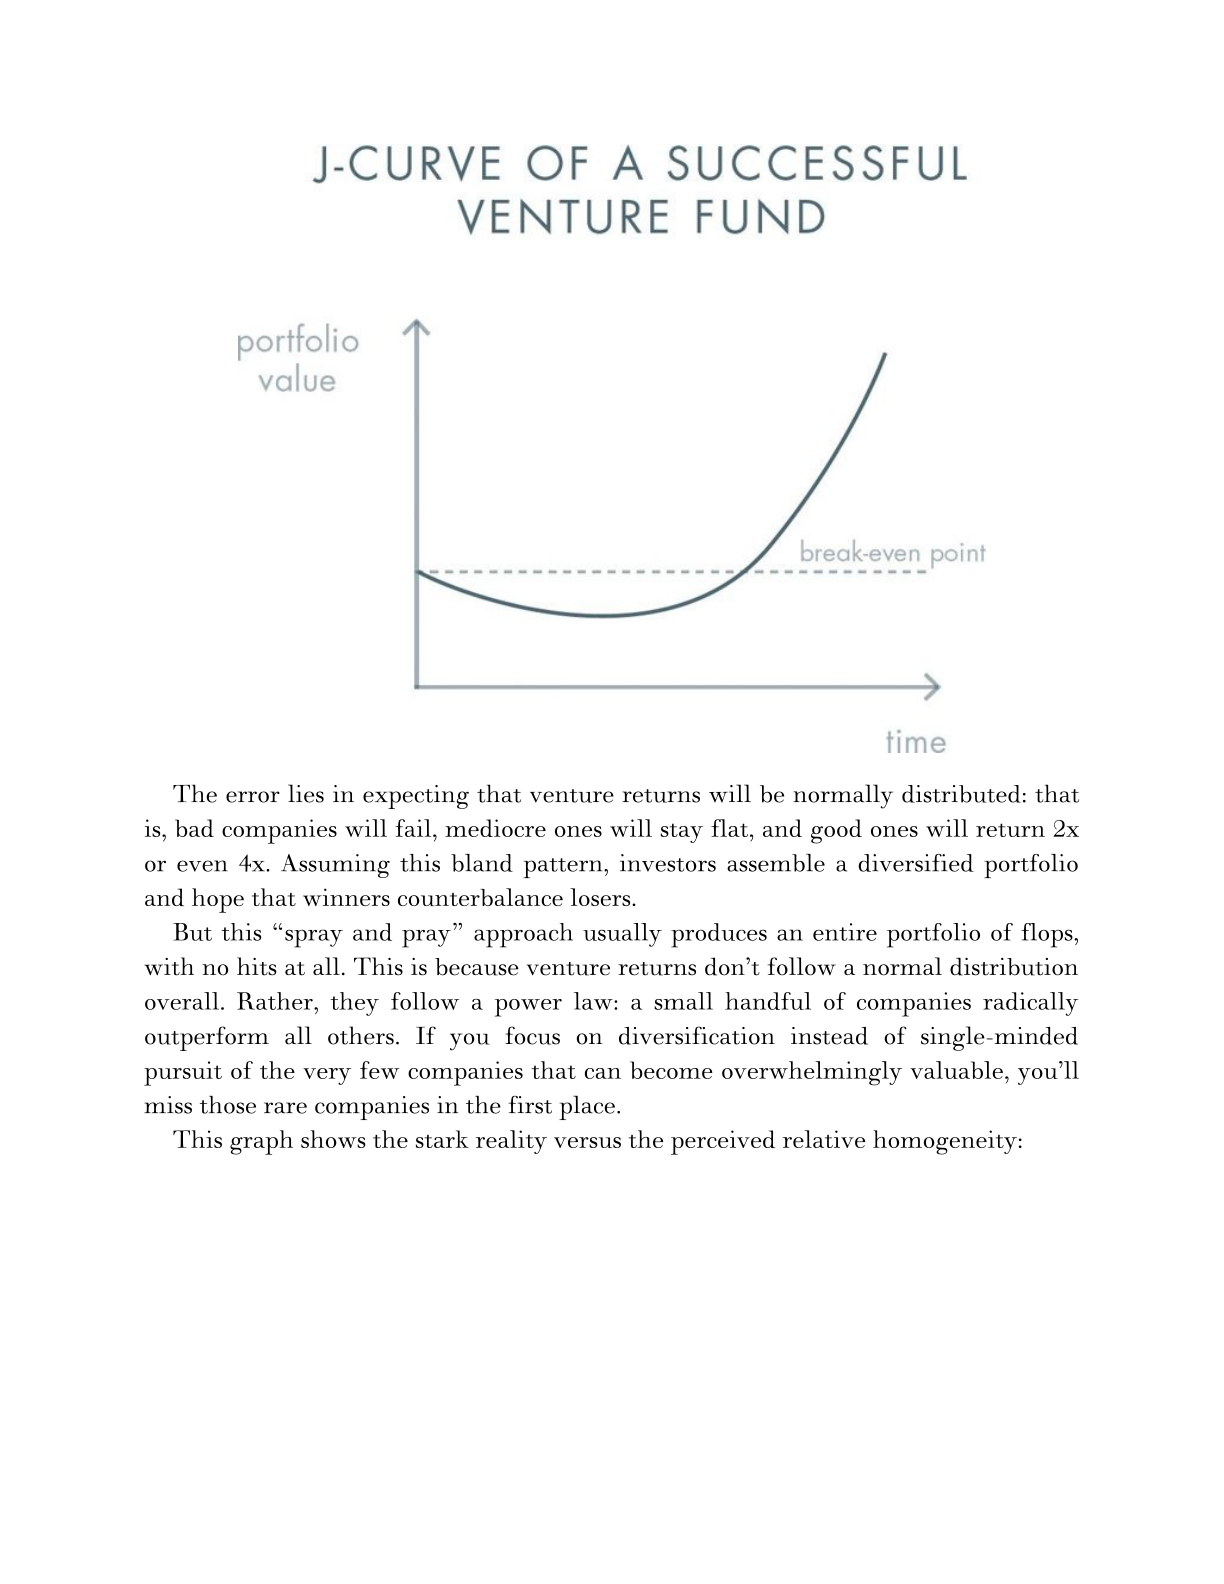 J-CURVE OF A SUCCESSFUL
VENTURE FUND
portfolio
value
break-even point
time
The error lies in expecting that venture returns will be normally distributed: that
is, bad companies will fail, mediocre ones will stay flat, and good ones will return 2x
or even 4x. Assuming this bland pattern, investors assemble a diversified portfolio
and hope that winners counterbalance losers.
But this “spray and pray” approach usually produces an entire portfolio of flops,
with no hits at all. This is because venture returns don’t follow a normal distribution
overall. Rather, they follow a power law: a small handful of companies radically
outperform all others. If you focus on diversification instead of single-minded
pursuit of the very few companies that can become overwhelmingly valuable, you’ll
miss those rare companies in the first place.
This graph shows the stark reality versus the perceived relative homogeneity: